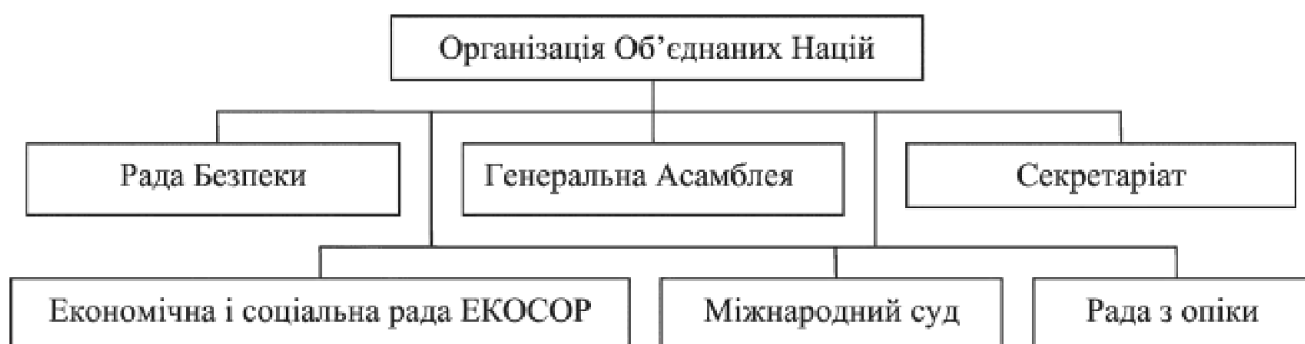 Організація Об’єднаних Націй
Рада Безпеки
Генеральна Асамблея
Секретаріат
Економічна і соціальна рада ЕКОСОР
Міжнародний суд
Рада з опіки